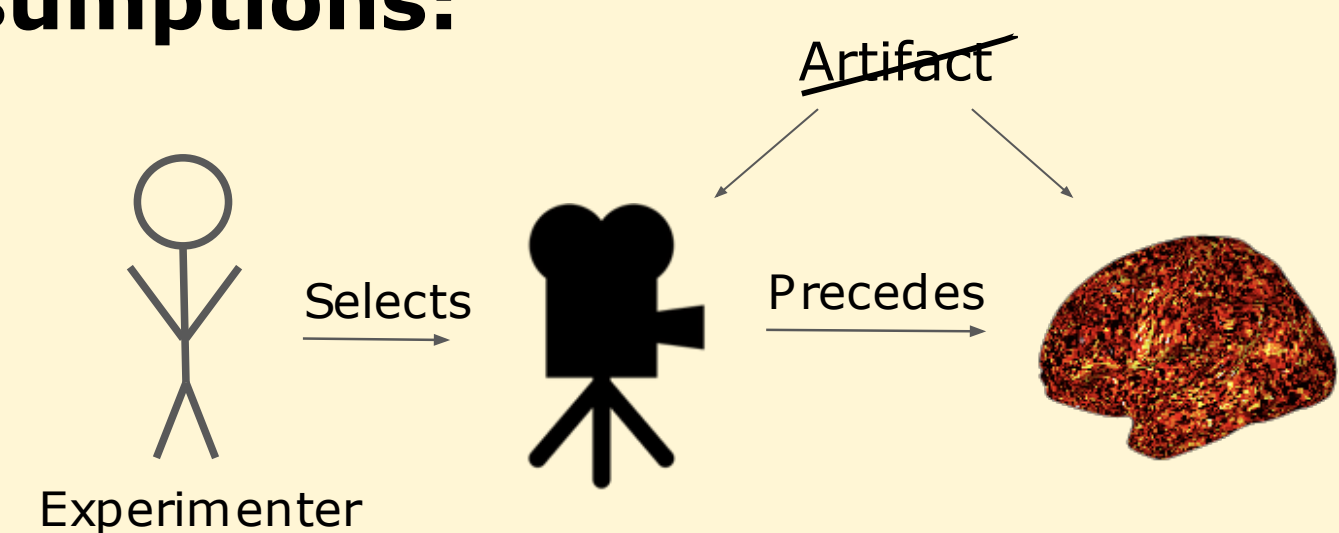 sumptions:
Artifact
Selects
Precedes
Experimenter